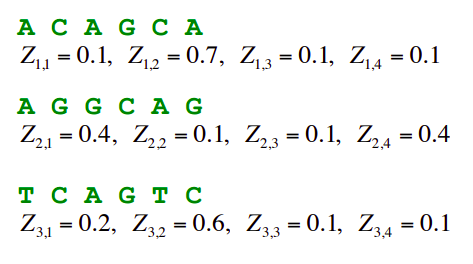 A C A G C A
Z1,1 = 0.1, Z1,2 = 0.7, Z1,3 = 0.1, Z1,4 = 0.1
A G G C A G
Z2,1 = 0.4, Z2,2 = 0.1, Z2,3 = 0.1, Z2,4 = 0.4
T C A G T C
Z3,1 = 0.2, Z3,2 = 0.6, Z3,3 = 0.1, Z3,4 = 0.1